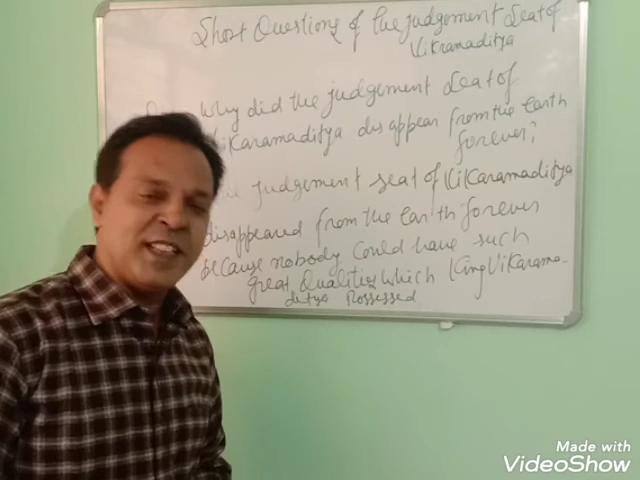 Short Questions of the judgement Seat of
Vikramaditya
Why did the judgement Seat of
Vikaramaditya disappear from the earth
forever?
judgement seat of Vikaramaditya
disappeared from the earth forever
because nobody could have such
great qualities which King Vikarama-
ditya Possessed
Made with
VideoShow